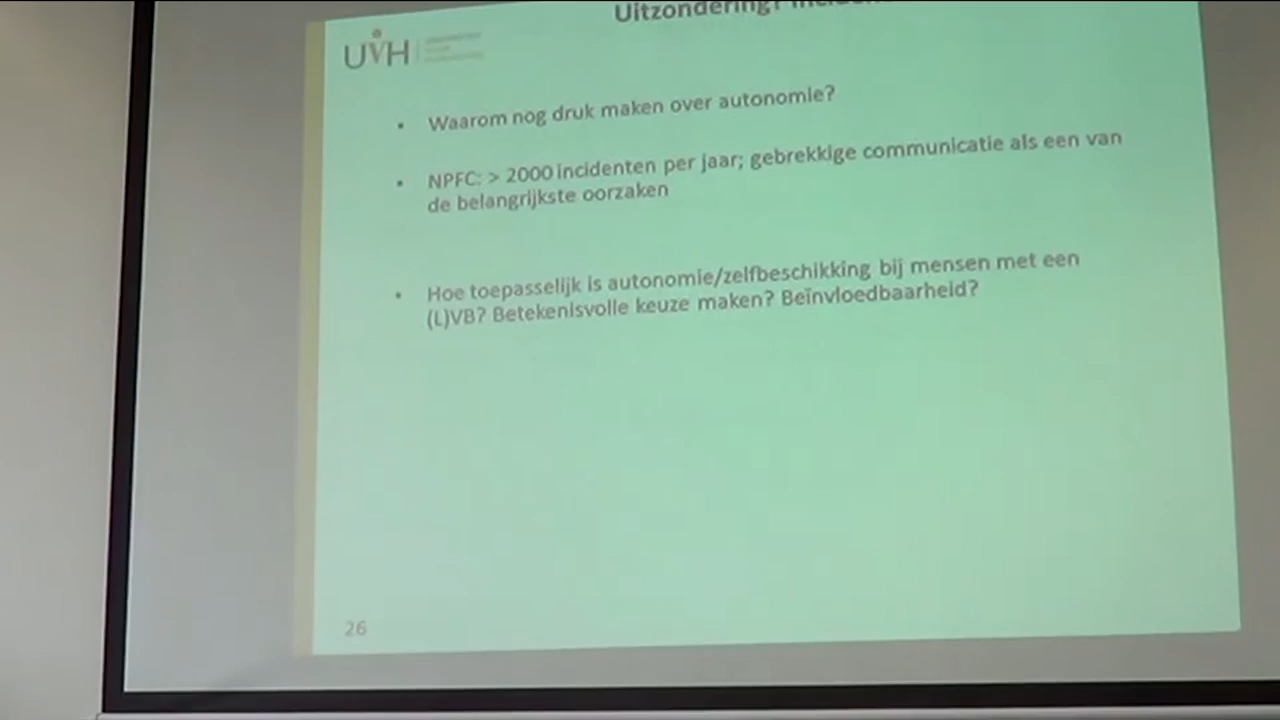 Uitzondering?
UVH
• Waarom nog druk maken over autonomie?
• NPFC: > 2000 incidenten per jaar; gebrekkige communicatie als een van
de belangrijkste oorzaken
• Hoe toepasselijk is autonomie/zelfbeschikking bij mensen met een
(L)VB? Betekenisvolle keuze maken? Beïnvloedbaarheid?
26